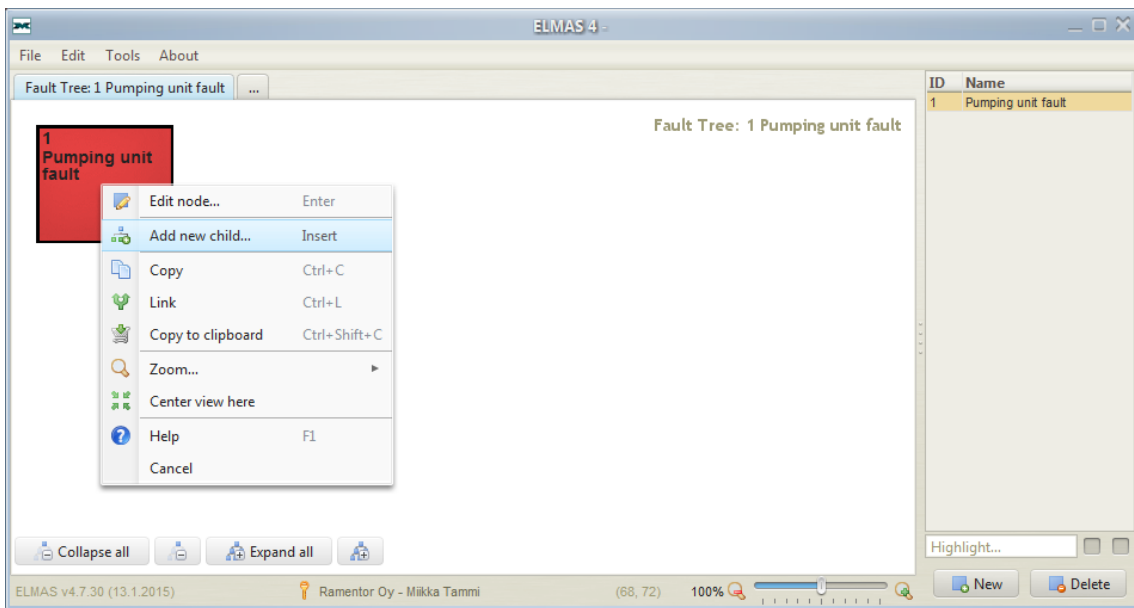 ELMAS 4 -
File Edit Tools About
Fault Tree: 1 Pumping unit fault ...
Fault Tree: 1 Pumping unit fault
1
Pumping unit
fault
Edit node... Enter
Add new child... Insert
Copy Ctrl+C
Link Ctrl+L
Copy to clipboard Ctrl+Shift+C
Zoom...
Center view here
Help F1
Cancel
Collapse all Expand all
ID Name
1 Pumping unit fault
Highlight...
New Delete
ELMAS v4.7.30 (13.1.2015) Ramentor Oy - Miikka Tammi (68, 72) 100%